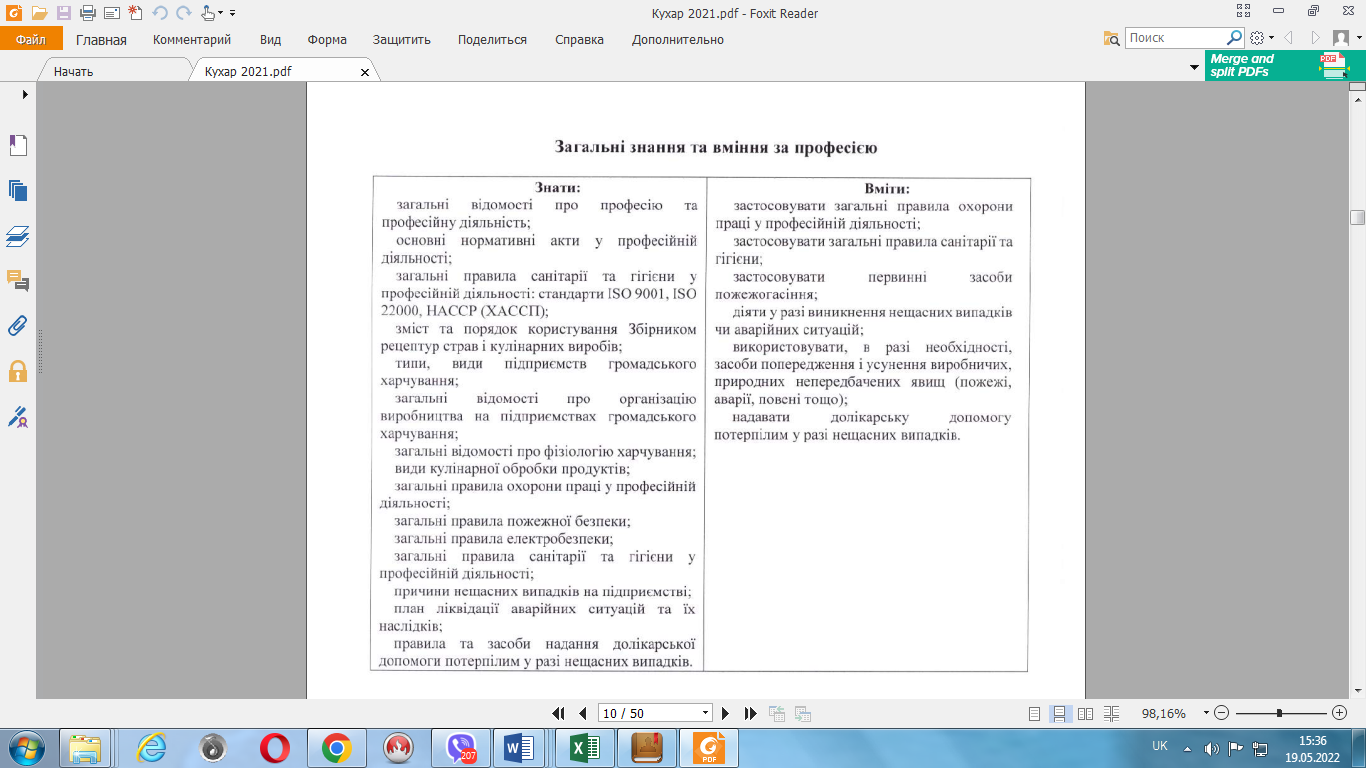 Кухар 2021.pdf - Foxit Reader
Файл Главная Комментарий Вид Форма Защитить Поделиться Справка Дополнительно
Поиск
Начать
Кухар 2021.pdf
Merge and
split PDFs
PDF
Загальні знання та вміння за професією
Знати:
загальні відомості про професію та
професійну діяльність;
основні нормативні акти у професійній
діяльності;
загальні правила санітарії та гігієни у
професійній діяльності: стандарти ISO 9001, ISO
22000, НАССР (ХАССП);
зміст та порядок користування Збірником
рецептур страв і кулінарних виробів;
типи, види підприємств громадського
харчування;
загальні відомості про організацію
виробництва на підприємствах громадського
харчування;
загальні відомості про фізіологію харчування;
види кулінарної обробки продуктів;
загальні правила охорони праці у професійній
діяльності;
загальні правила пожежної безпеки;
загальні правила електробезпеки;
загальні правила санітарії та гігієни у
професійній діяльності;
причини нещасних випадків на підприємстві;
план ліквідації аварійних ситуацій та їх
наслідків;
правила та засоби надання долікарської
допомоги потерпілим у разі нещасних випадків.
Вміти:
застосовувати загальні правила охорони
праці у професійній діяльності;
застосовувати загальні правила санітарії та
гігієни;
застосовувати первинні засоби
пожежогасіння;
діяти у разі виникнення нещасних випадків
чи аварійних ситуацій;
використовувати, в разі необхідності,
засоби попередження і усунення виробничих,
природних непередбачених явищ (пожежі,
аварії, повені тощо);
надавати долікарську допомогу
потерпілим у разі нещасних випадків.
10 / 50
98,16%
207
PDF
UK
15:36
19.05.2022